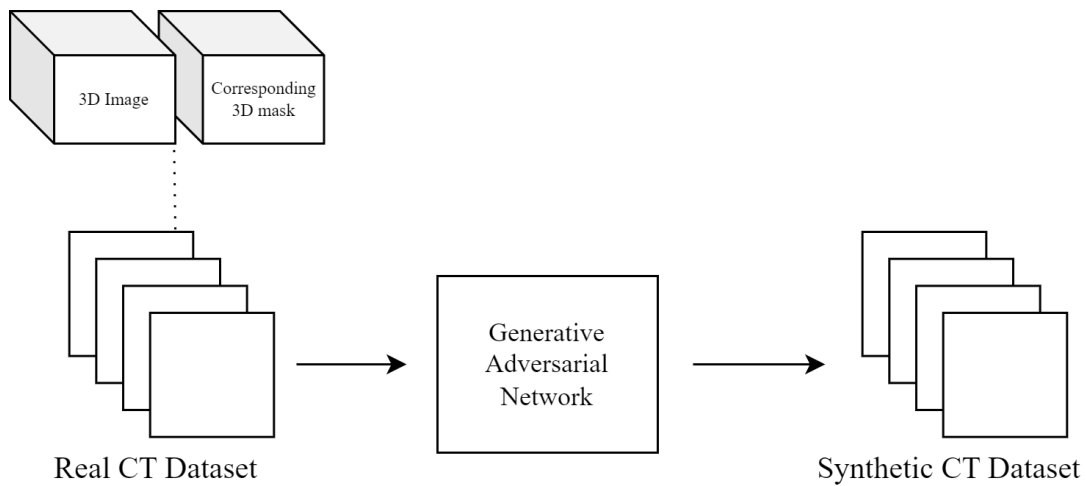 3D Image
Corresponding
3D mask
Generative
Adversarial
Network
Real CT Dataset
Synthetic CT Dataset